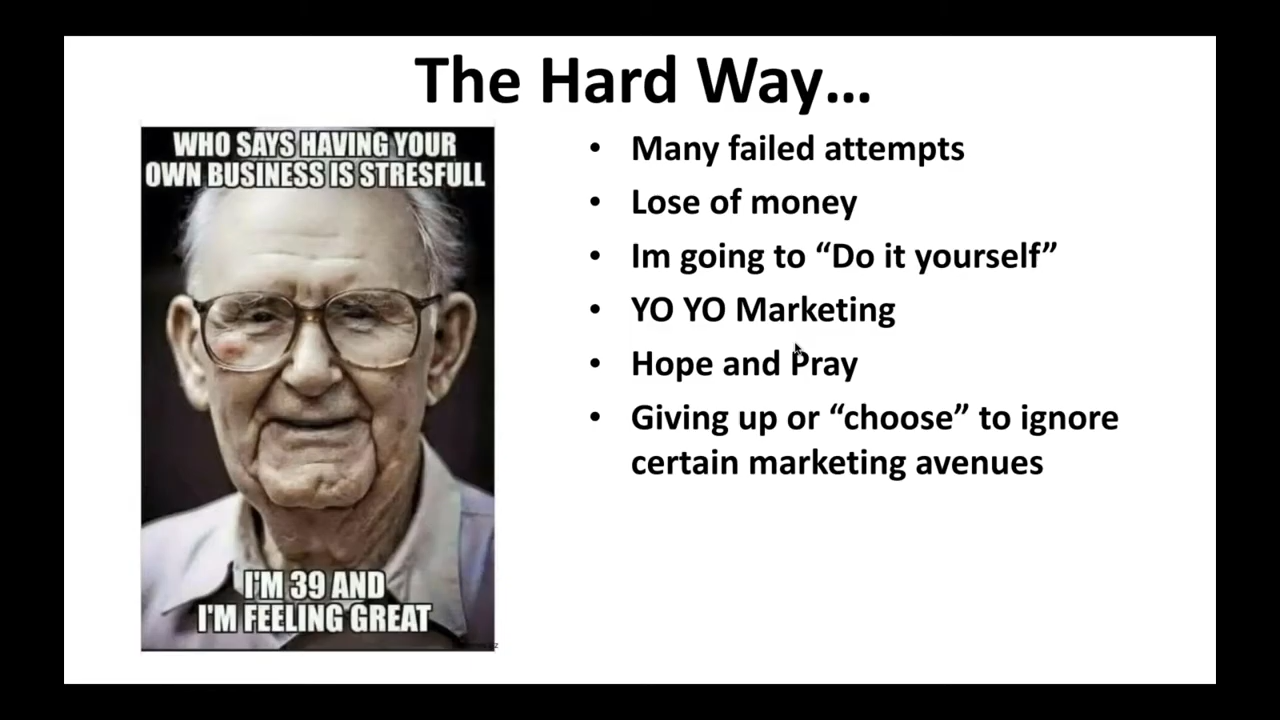 The Hard Way...
WHO SAYS HAVING YOUR
OWN BUSINESS IS STRESFULL
I'M 39 AND
I'M FEELING GREAT
• Many failed attempts
• Lose of money
• Im going to “Do it yourself”
• YO YO Marketing
• Hope and Pray
• Giving up or “choose” to ignore
certain marketing avenues